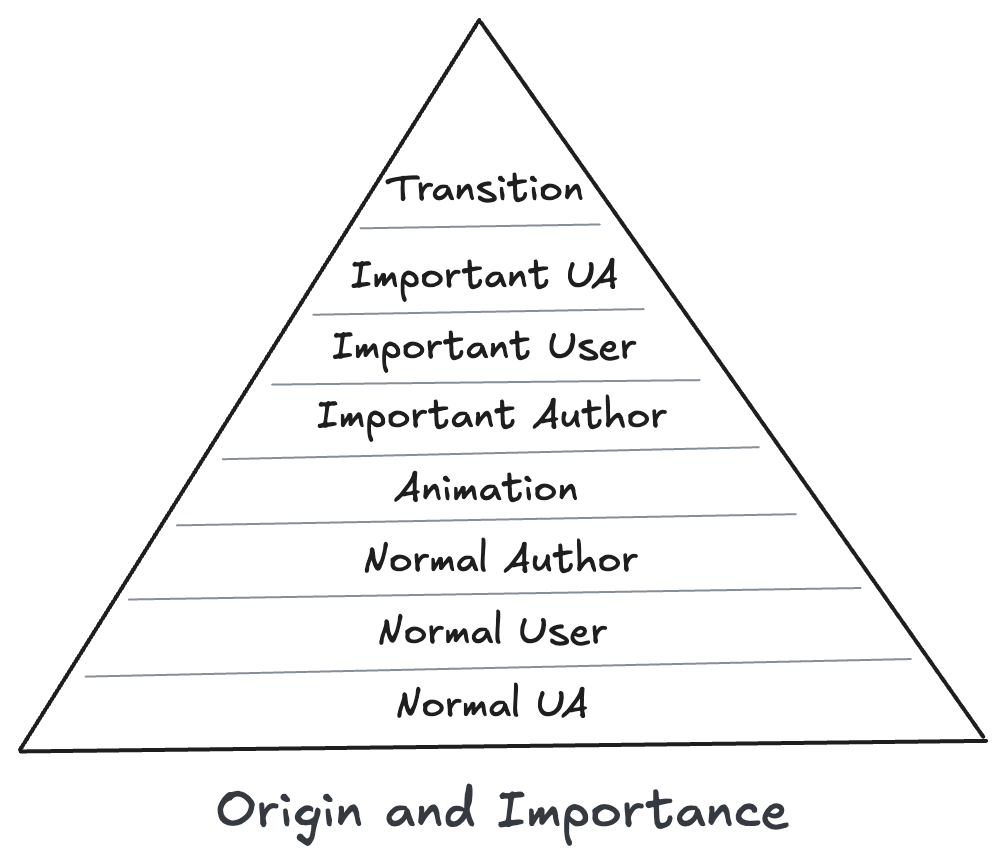 Transition
Important UA
Important User
Important Author
Animation
Normal Author
Normal User
Normal UA
Origin and Importance